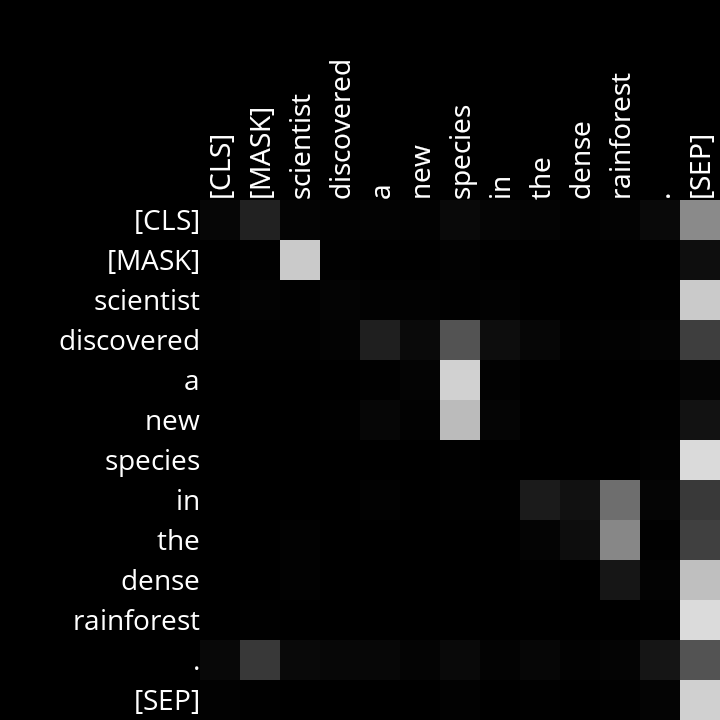 [CLS]
[MASK]
scientist
discovered
a
new
species
in
the
dense
rainforest
.
[SEP]
[CLS]
[MASK]
scientist
discovered
a
new
species
in
the
dense
rainforest
.
[SEP]